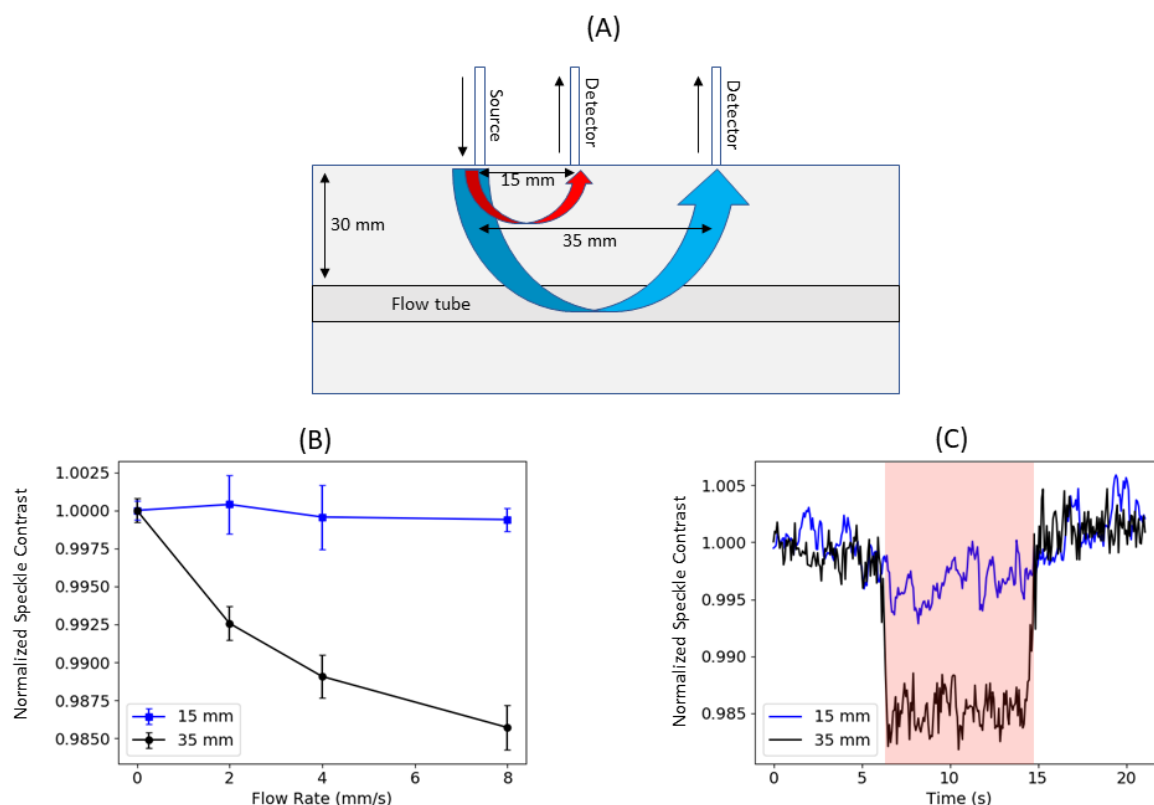 (A)
Source
Detector
Detector
15 mm
30 mm
35 mm
Flow tube
(B)
Normalized Speckle Contrast
1.0025
1.0000
0.9975
0.9950
0.9925
0.9900
0.9875
0.9850
15 mm
35 mm
0
2
4
6
8
Flow Rate (mm/s)
(C)
Normalized Speckle Contrast
1.005
1.000
0.995
0.990
0.985
15 mm
35 mm
0
5
10
15
20
Time (s)